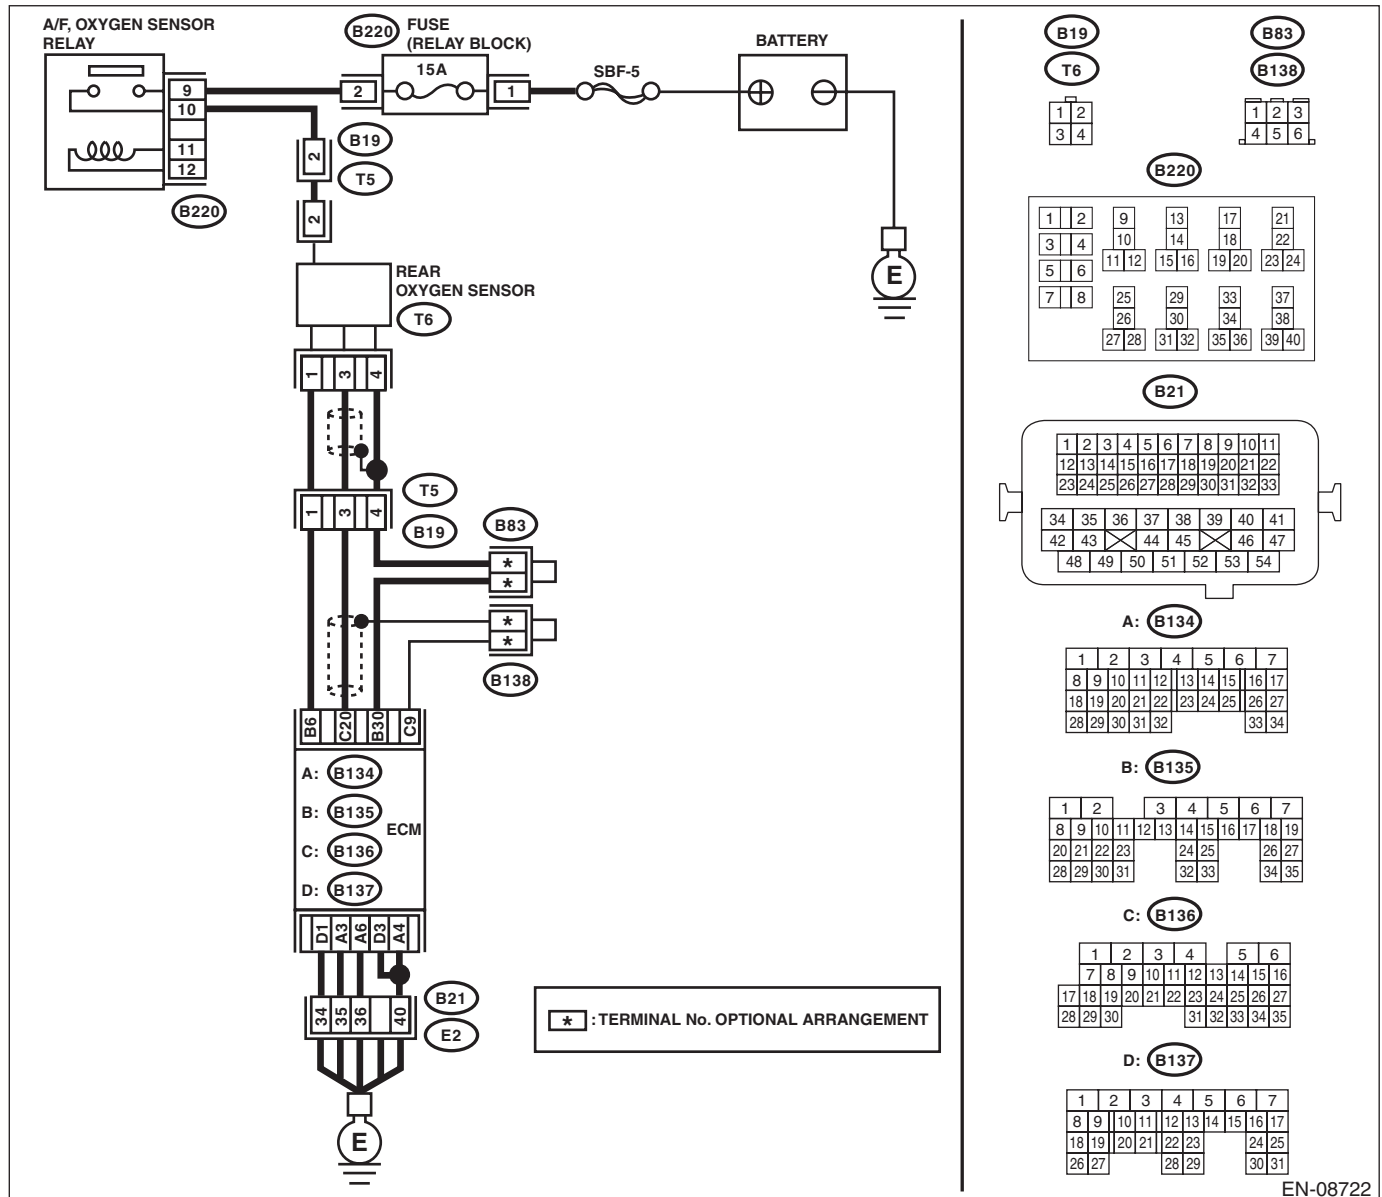 A/F, OXYGEN SENSOR
RELAY
B220
FUSE
(RELAY BLOCK)
15A
SBF-5
BATTERY
9
10
11
12
2
1
B220
2
B19
T5
2
REAR
OXYGEN SENSOR
T6
1 3 4
T5
1 3 4
B19
B83
*
*
*
*
B138
B6 C20 B30 C9
A: B134
B: B135
ECM
C: B136
D: B137
D1 A3 A6 D3 A4
B21
34 35 36 40
E2
E
E
* : TERMINAL No. OPTIONAL ARRANGEMENT
B19
T6
1 2
3 4
B83
B138
1 2 3
4 5 6
B220
1 2 9 13 17 21
3 4 10 14 18 22
11 12 15 16 19 20 23 24
5 6
7 8 25 29 33 37
26 30 34 38
27 28 31 32 35 36 39 40
B21
1 2 3 4 5 6 7 8 9 10 11
12 13 14 15 16 17 18 19 20 21 22
23 24 25 26 27 28 29 30 31 32 33
34 35 36 37 38 39 40 41
42 43 44 45 46 47
48 49 50 51 52 53 54
A: B134
1 2 3 4 5 6 7
8 9 10 11 12 13 14 15 16 17
18 19 20 21 22 23 24 25 26 27
28 29 30 31 32 33 34
B: B135
1 2 3 4 5 6 7
8 9 10 11 12 13 14 15 16 17 18 19
20 21 22 23 24 25 26 27
28 29 30 31 32 33 34 35
C: B136
1 2 3 4 5 6
7 8 9 10 11 12 13 14 15 16
17 18 19 20 21 22 23 24 25 26 27
28 29 30 31 32 33 34 35
D: B137
1 2 3 4 5 6 7
8 9 10 11 12 13 14 15 16 17
18 19 20 21 22 23 24 25
26 27 28 29 30 31
EN-08722